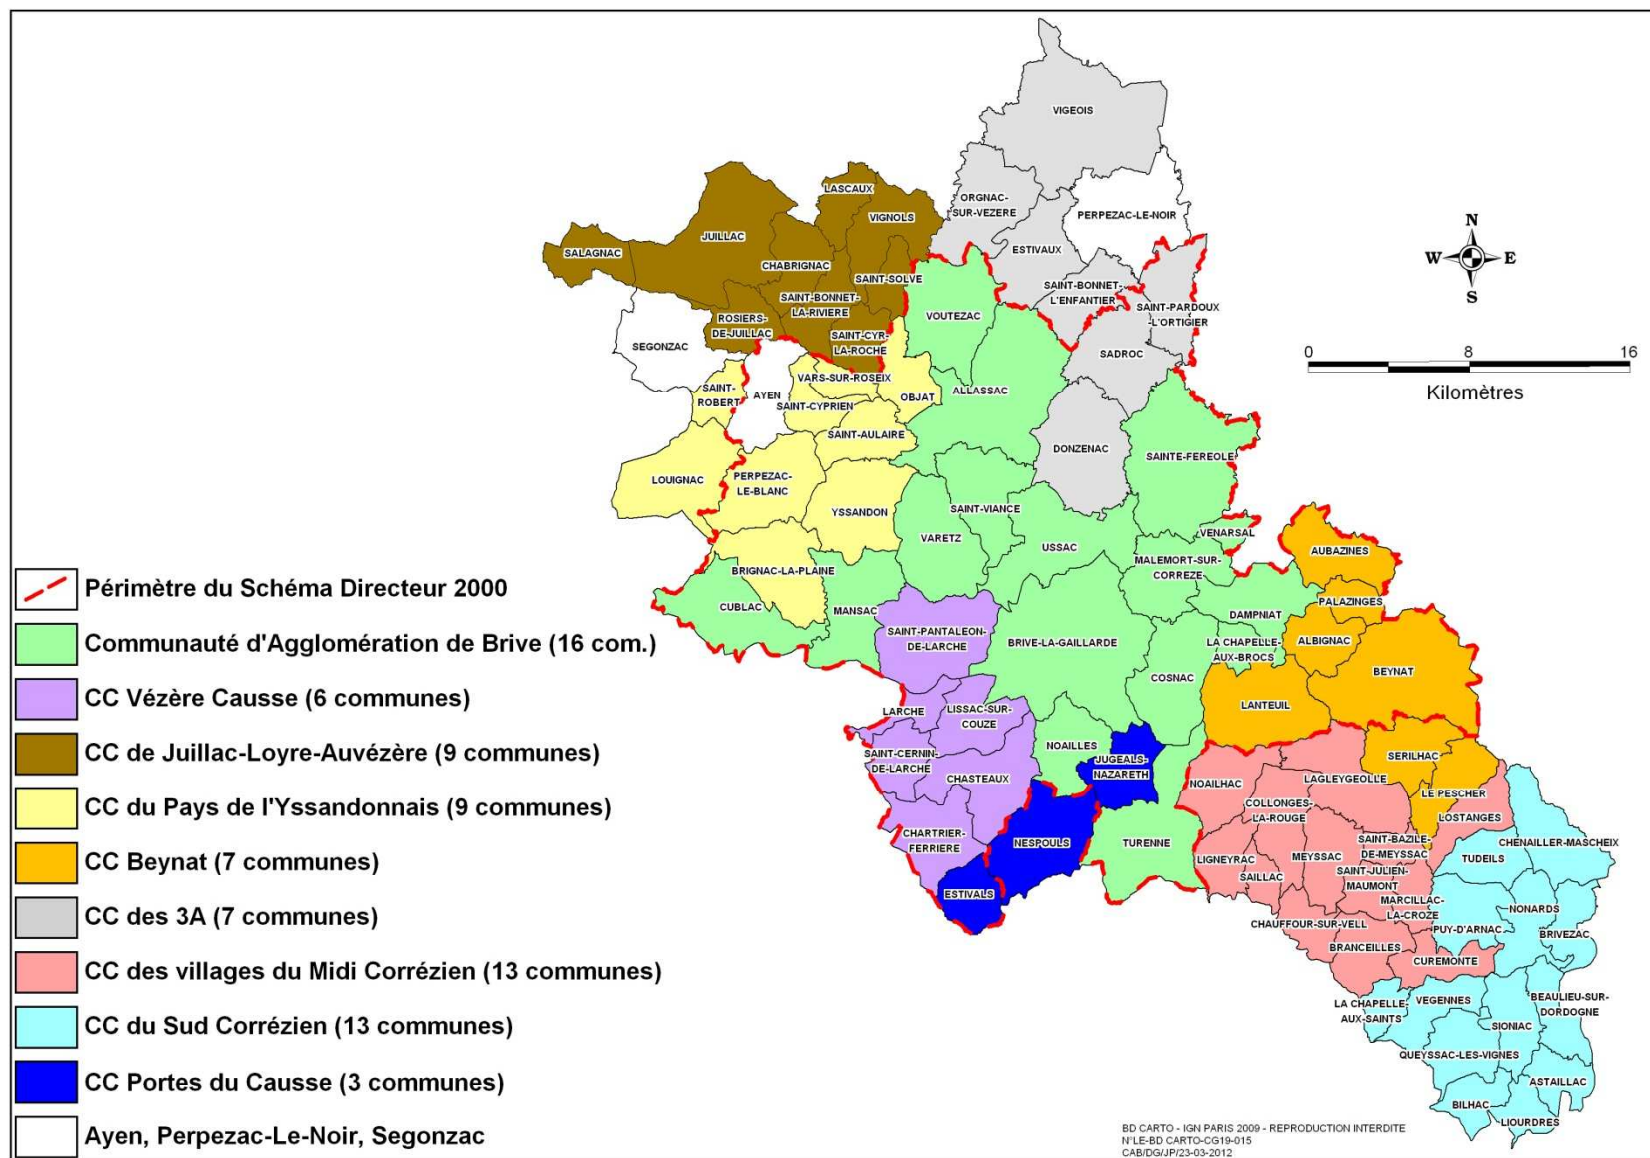 VIGEOIS
LASCAUX
ORGNAC-
SUR-VEZERE
VIGNOLS
PERPEZAC-LE-NOIR
JUILLAC
SALAGNAC
ESTIVAUX
CHABRIGNAC
SAINT-SOLVE
SAINT-BONNET-
L'ENFANTIER
SAINT-BONNET-
LA-RIVIERE
SAINT-PARDOUX
-L'ORTIGIER
ROSIERS-
DE-JUILLAC
VOUTEZAC
SAINT-CYR-
LA-ROCHE
SEGONZAC
SADROC
VARS-SUR-ROSEIX
SAINT-
ROBERT
AYEN
OBJAT
ALLASSAC
SAINT-CYPRIEN
SAINT-AULAIRE
DONZENAC
SAINTE-FEREOLE
LOUIGNAC
PERPEZAC-
LE-BLANC
YSSANDON
SAINT-VIANCE
VARETZ
USSAC
VENARSAL
AUBAZINES
MALEMORT-SUR-
CORREZE
BRIGNAC-LA-PLAINE
CUBLAC
MANSAC
PALAZINGES
DAMPNIAT
SAINT-PANTALEON-
DE-LARCHE
BRIVE-LA-GAILLARDE
LA CHAPELLE-
AUX-BROCS
ALBIGNAC
BEYNAT
COSNAC
LANTEUIL
LARCHE
LISSAC-SUR-
COUZE
NOAILLES
JUGEALS-
NAZARETH
SAINT-CERNIN-
DE-LARCHE
CHASTEAUX
SERILHAC
NOAILHAC
LAGLEYGEOLLE
LE PESCHER
COLLONGES-
LA-ROUGE
LOSTANGES
CHARTRIER-
FERRIERE
NESPOULS
TURENNE
SAINT-BAZILE-
DE-MEYSSAC
CHENAILLER-MASCHEIX
LIGNEYRAC
MEYSSAC
TUDEILS
SAILLAC
SAINT-JULIEN-
MAUMONT
ESTIVALS
MARCILLAC-
LA-CROZE
NONARDS
CHAUFFOUR-SUR-VELL
PUY-D'ARNAC
BRIVEZAC
BRANCEILLES
CUREMONTE
LA CHAPELLE-
AUX-SAINTS
VEGENNES
BEAULIEU-SUR-
DORDOGNE
SIONIAC
QUEYSSAC-LES-VIGNES
ASTAILLAC
BILHAC
LIOURDRES
N
W E
S
0 8 16
Kilomètres
Périmètre du Schéma Directeur 2000
Communauté d'Agglomération de Brive (16 com.)
CC Vézère Causse (6 communes)
CC de Juillac-Loyre-Auvézère (9 communes)
CC du Pays de l'Yssandonnais (9 communes)
CC Beynat (7 communes)
CC des 3A (7 communes)
CC des villages du Midi Corrézien (13 communes)
CC du Sud Corrézien (13 communes)
CC Portes du Causse (3 communes)
Ayen, Perpezac-Le-Noir, Segonzac
BD CARTO - IGN PARIS 2009 - REPRODUCTION INTERDITE
N°LE-BD CARTO-CG19-015
CAB/DG/JP/23-03-2012